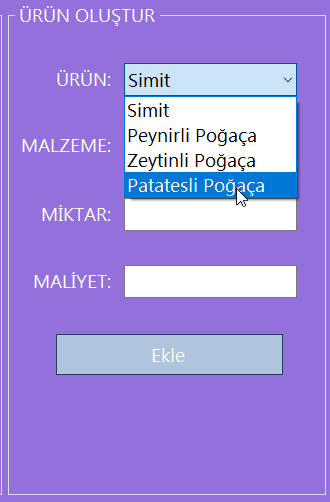 ÜRÜN OLUŞTUR
ÜRÜN: Simit
Simit
Peynirli Poğaça
MALZEME:
Zeytinli Poğaça
Patatesli Poğaça
MİKTAR:
MALİYET:
Ekle